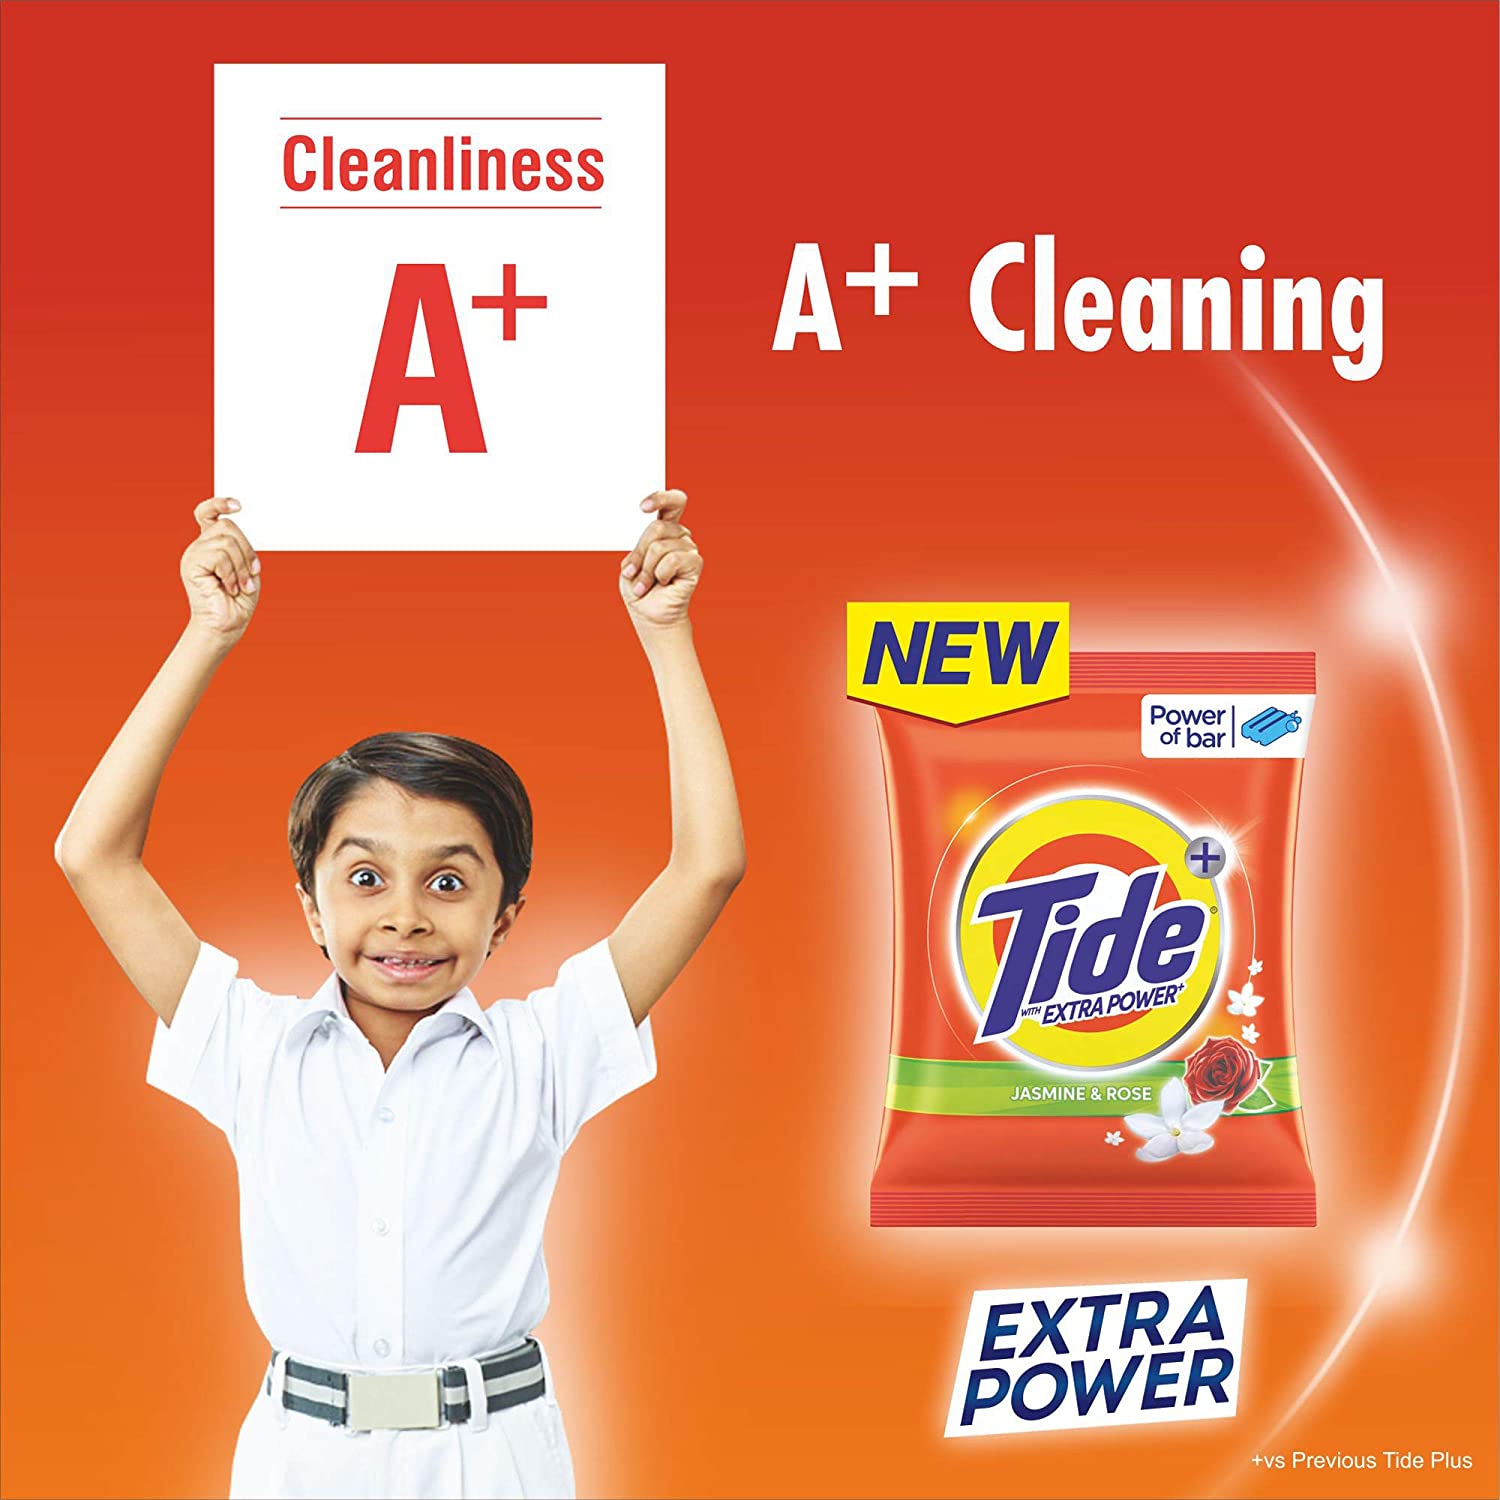 Cleanliness
A+
A+ Cleaning
NEW
Power
of bar
+
Tide®
WITH EXTRA POWER+
JASMINE & ROSE
EXTRA
POWER
+vs Previous Tide Plus